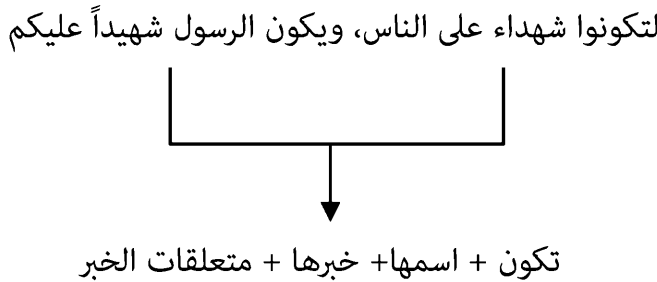 لتكونوا شهداء على الناس، ويكون الرسول شهيداً عليكم
تكون + اسمها+ خبرها + متعلقات الخبر